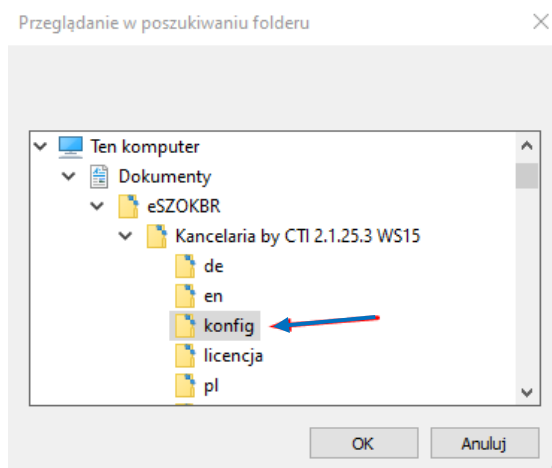 Przeglądanie w poszukiwaniu folderu
Ten komputer
Dokumenty
eSZOKBR
Kancelaria by CTI 2.1.25.3 WS15
de
en
konfig
licencja
pl
OK
Anuluj